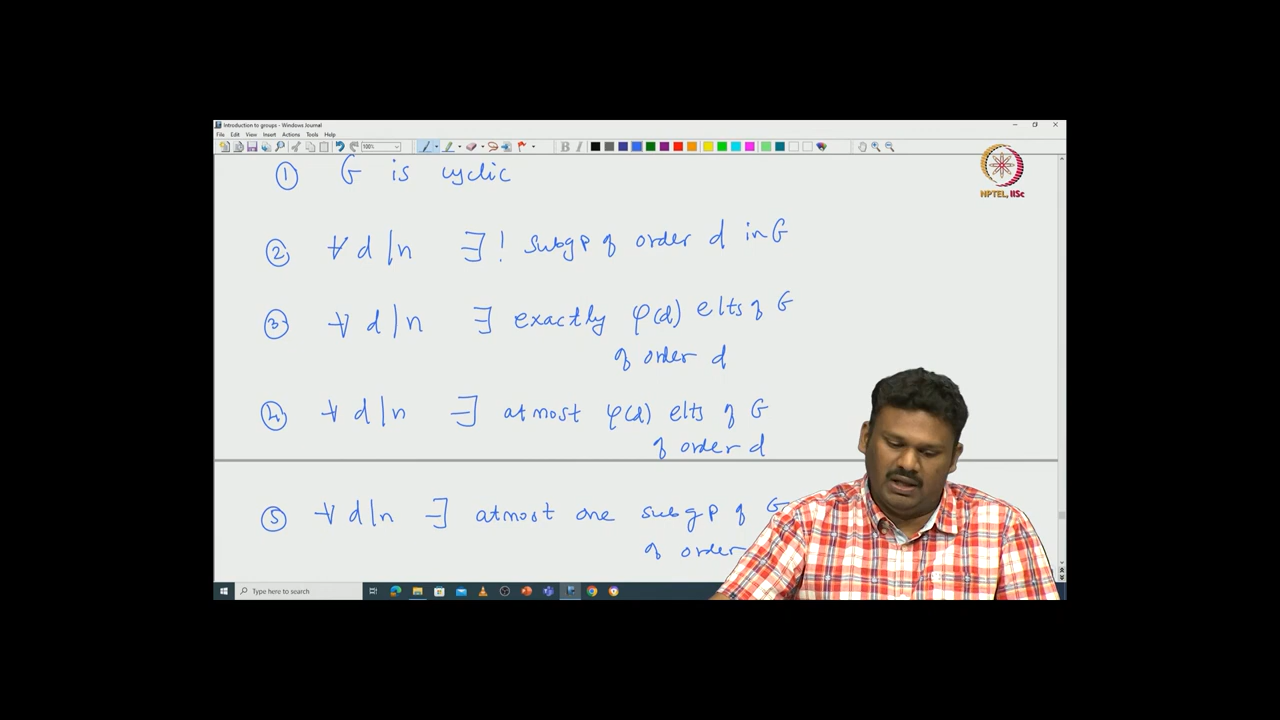 Introduction to groups - Windows Journal
File Edit View Insert Actions Tools Help
100%
B I
NPTEL, IISc
① G is cyclic
② ∀ d | n ∃ ! subgp of order d in G
③ ∀ d | n ∃ exactly φ(d) elts of G
of order d
④ ∀ d | n ∃ atmost φ(d) elts of G
of order d
⑤ ∀ d | n ∃ atmost one subgp of G
of order
Type here to search